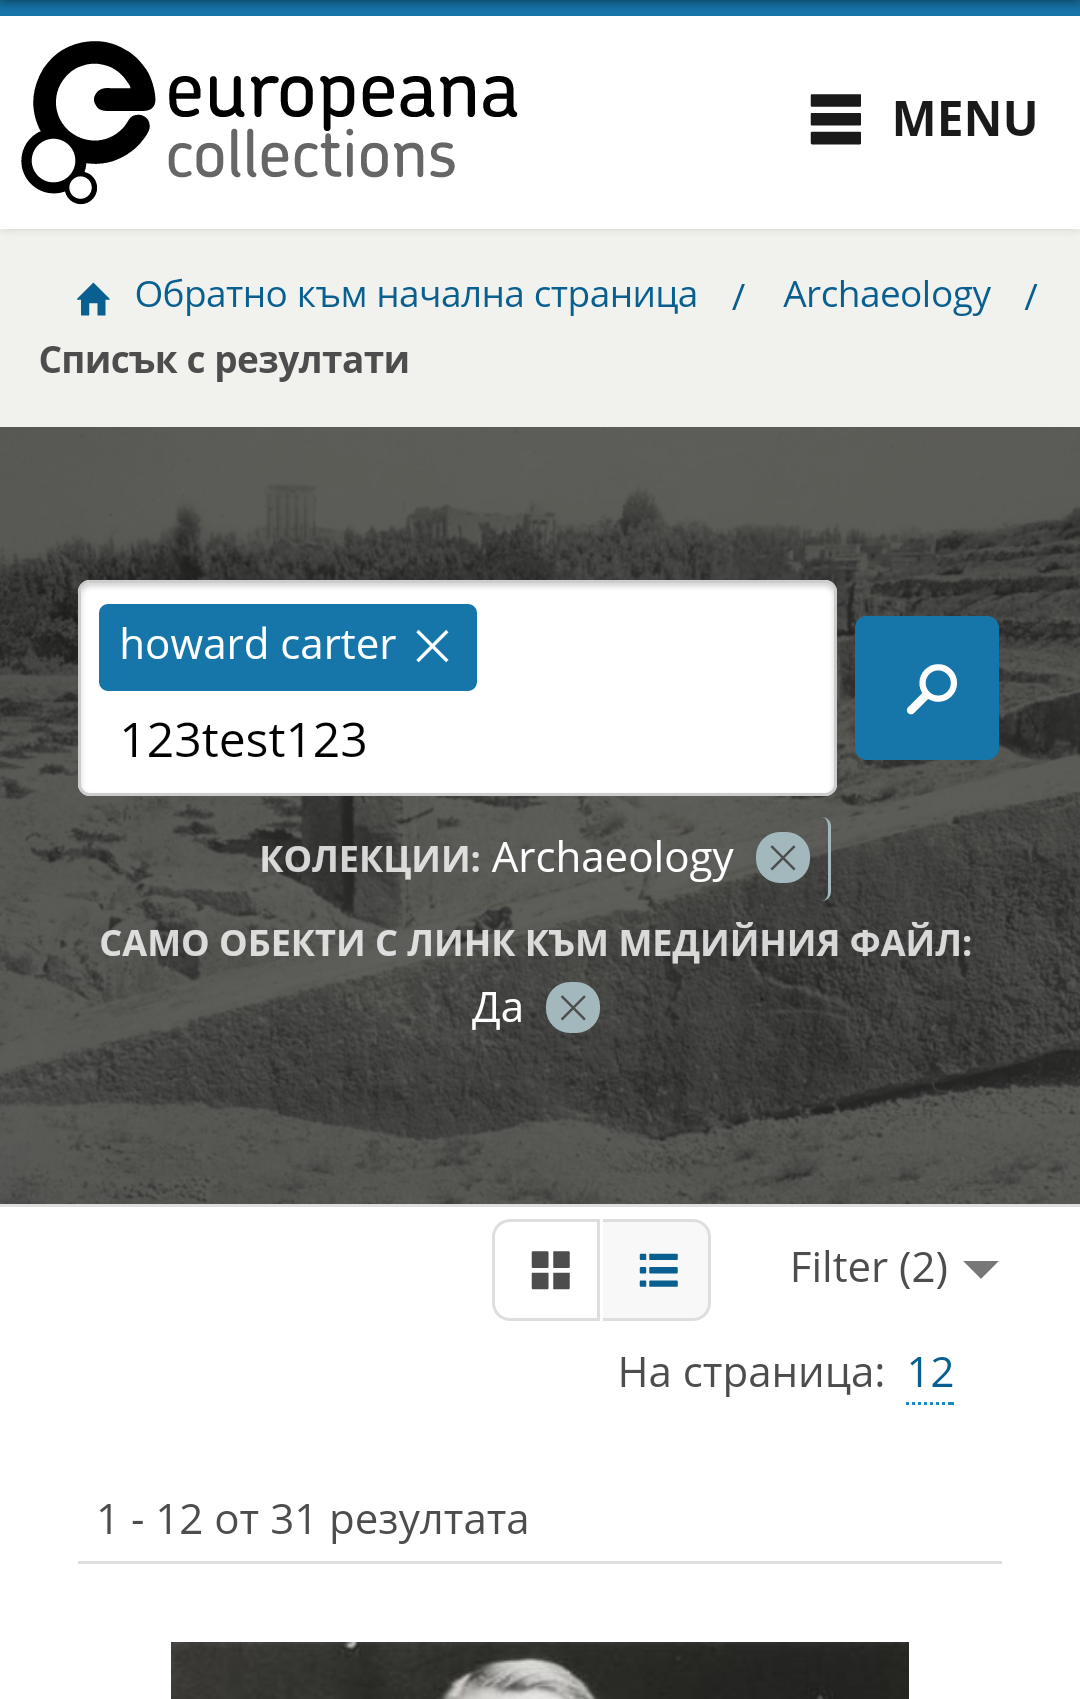 europeana
collections
MENU
Обратно към начална страница / Archaeology /
Списък с резултати
howard carter
123test123
КОЛЕКЦИИ: Archaeology
САМО ОБЕКТИ С ЛИНК КЪМ МЕДИЙНИЯ ФАЙЛ:
Да
Filter (2)
На страница: 12
1 - 12 от 31 резултата